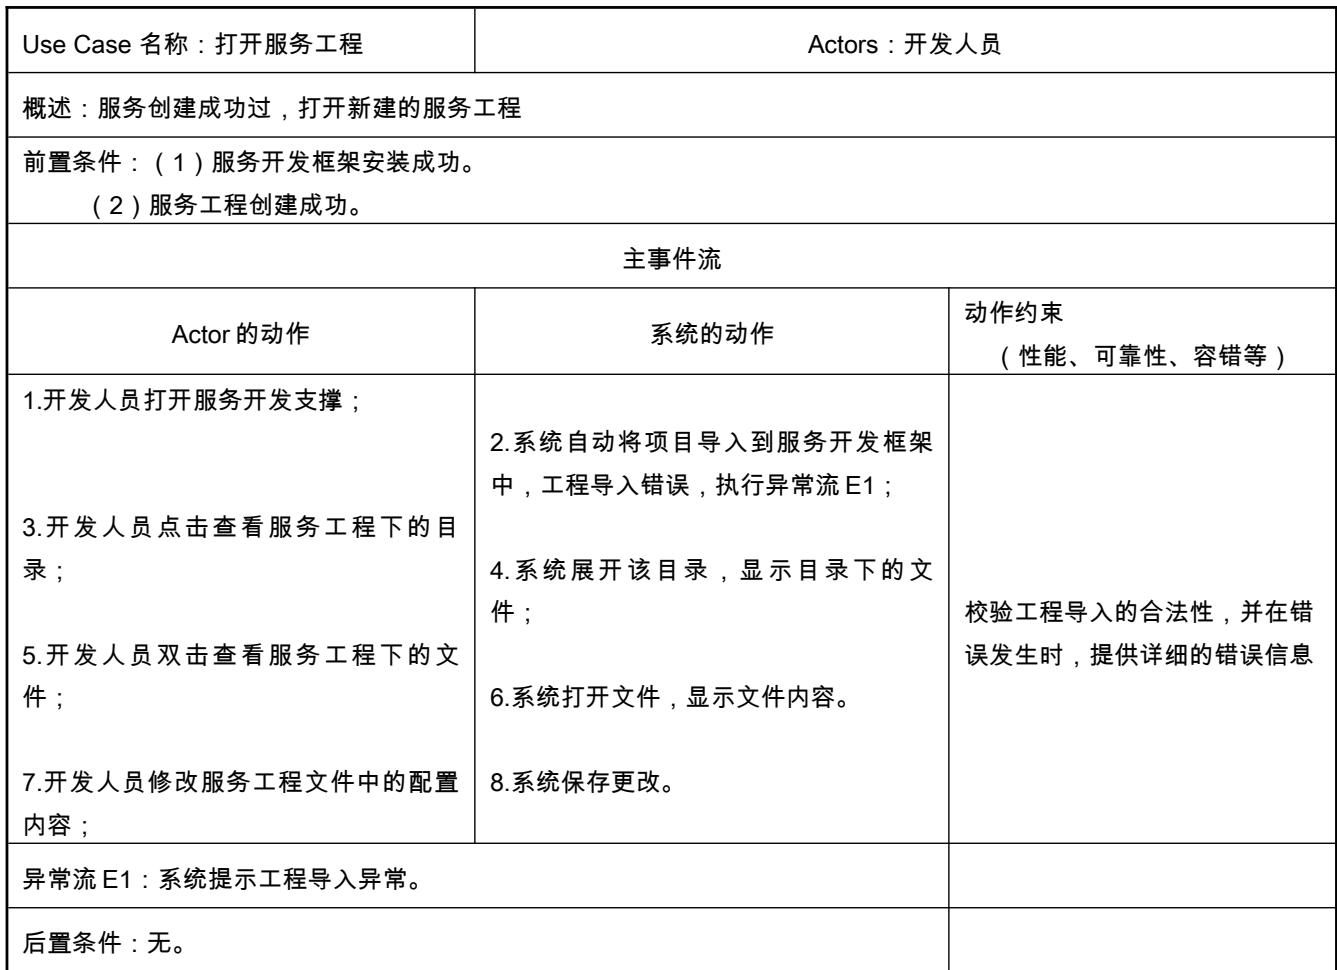 Use Case 名称：打开服务工程
Actors：开发人员
概述：服务创建成功过，打开新建的服务工程
前置条件：（1）服务开发框架安装成功。
（2）服务工程创建成功。
主事件流
Actor 的动作
系统的动作
动作约束
（性能、可靠性、容错等）
1.开发人员打开服务开发支撑；
2.系统自动将项目导入到服务开发框架
中，工程导入错误，执行异常流 E1；
3.开发人员点击查看服务工程下的目
录；
4.系统展开该目录，显示目录下的文
件；
5.开发人员双击查看服务工程下的文
件；
6.系统打开文件，显示文件内容。
7.开发人员修改服务工程文件中的配置
内容；
8.系统保存更改。
校验工程导入的合法性，并在错
误发生时，提供详细的错误信息
异常流 E1：系统提示工程导入异常。
后置条件：无。